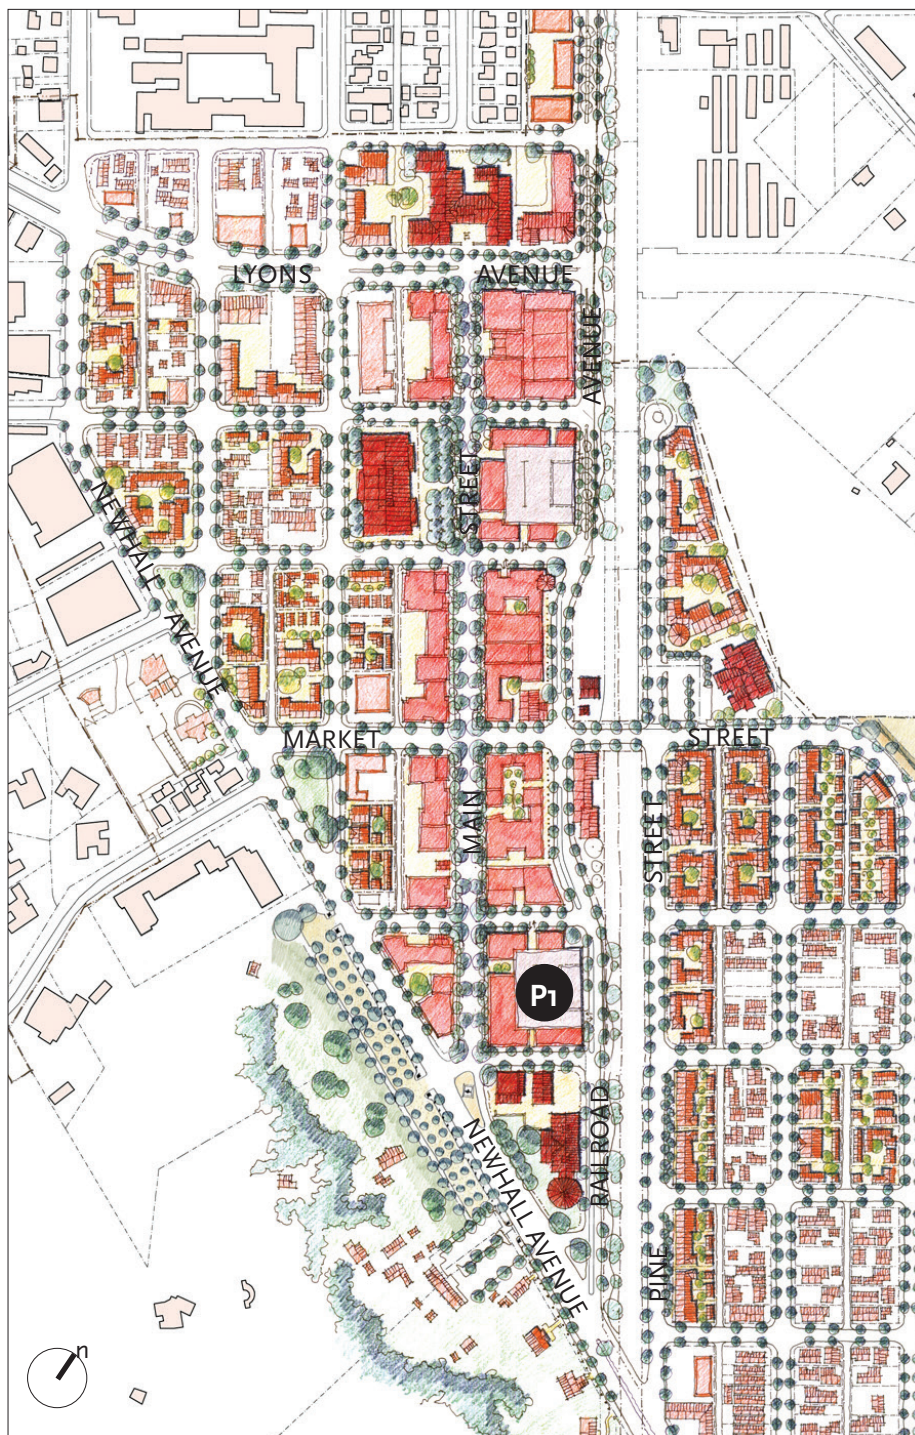 LYONS AVENUE
AVENUE
STREET
NEWHALL
AVENUE
MARKET STREET
MAIN
STREET
P1
RAILROAD
NEWHALL AVENUE
PINE
n